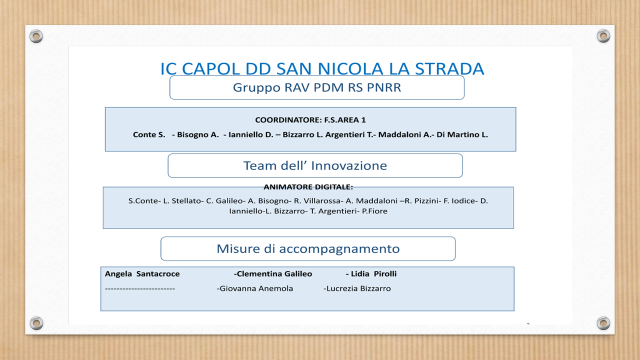 IC CAPOL DD SAN NICOLA LA STRADA
Gruppo RAV PDM RS PNRR
COORDINATORE: F.S.AREA 1
Conte S. - Bisogno A. - Ianniello D. – Bizzarro L. Argentieri T.- Maddaloni A.- Di Martino L.
Team dell’ Innovazione
ANIMATORE DIGITALE:
S.Conte- L. Stellato- C. Galileo- A. Bisogno- R. Villarossa- A. Maddaloni –R. Pizzini- F. Iodice- D.
Ianniello-L. Bizzarro- T. Argentieri- P.Fiore
Misure di accompagnamento
Angela Santacroce -Clementina Galileo - Lidia Pirolli
------------------------ -Giovanna Anemola -Lucrezia Bizzarro